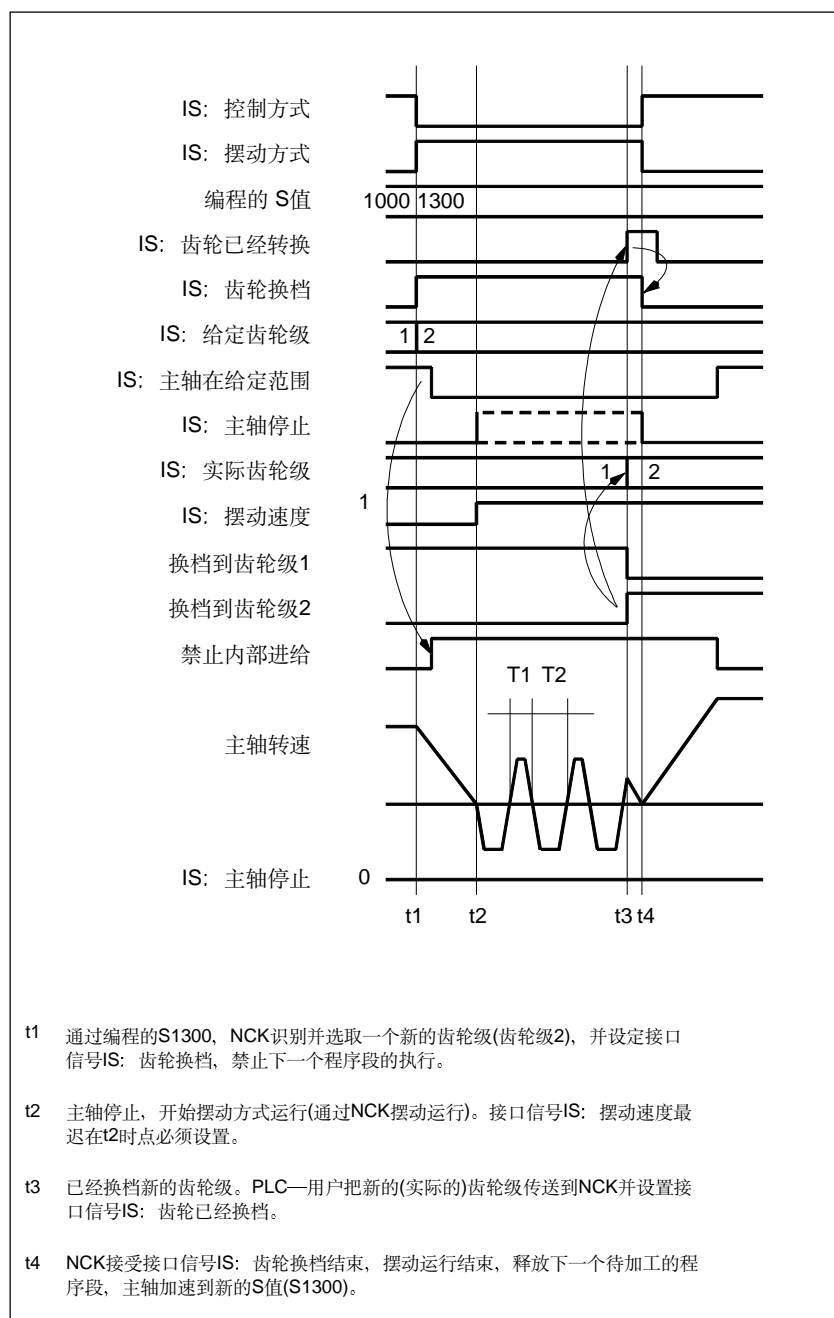 IS：控制方式
IS：摆动方式
编程的 S值 1000 1300
IS：齿轮已经转换
IS：齿轮换档
IS：给定齿轮级 1 2
IS：主轴在给定范围
IS：主轴停止
IS：实际齿轮级 1 2
1
IS：摆动速度
换档到齿轮级1
换档到齿轮级2
禁止内部进给
T1 T2
主轴转速
IS：主轴停止 0
t1 t2 t3 t4
t1 通过编程的S1300，NCK识别并选取一个新的齿轮级(齿轮级2)，并设定接口
信号IS：齿轮换档，禁止下一个程序段的执行。
t2 主轴停止，开始摆动方式运行(通过NCK摆动运行)。接口信号IS：摆动速度最
迟在t2时点必须设置。
t3 已经换档新的齿轮级。PLC—用户把新的(实际的)齿轮级传送到NCK并设置接
口信号IS：齿轮已经换档。
t4 NCK接受接口信号IS：齿轮换档结束，摆动运行结束，释放下一个待加工的程
序段，主轴加速到新的S值(S1300)。